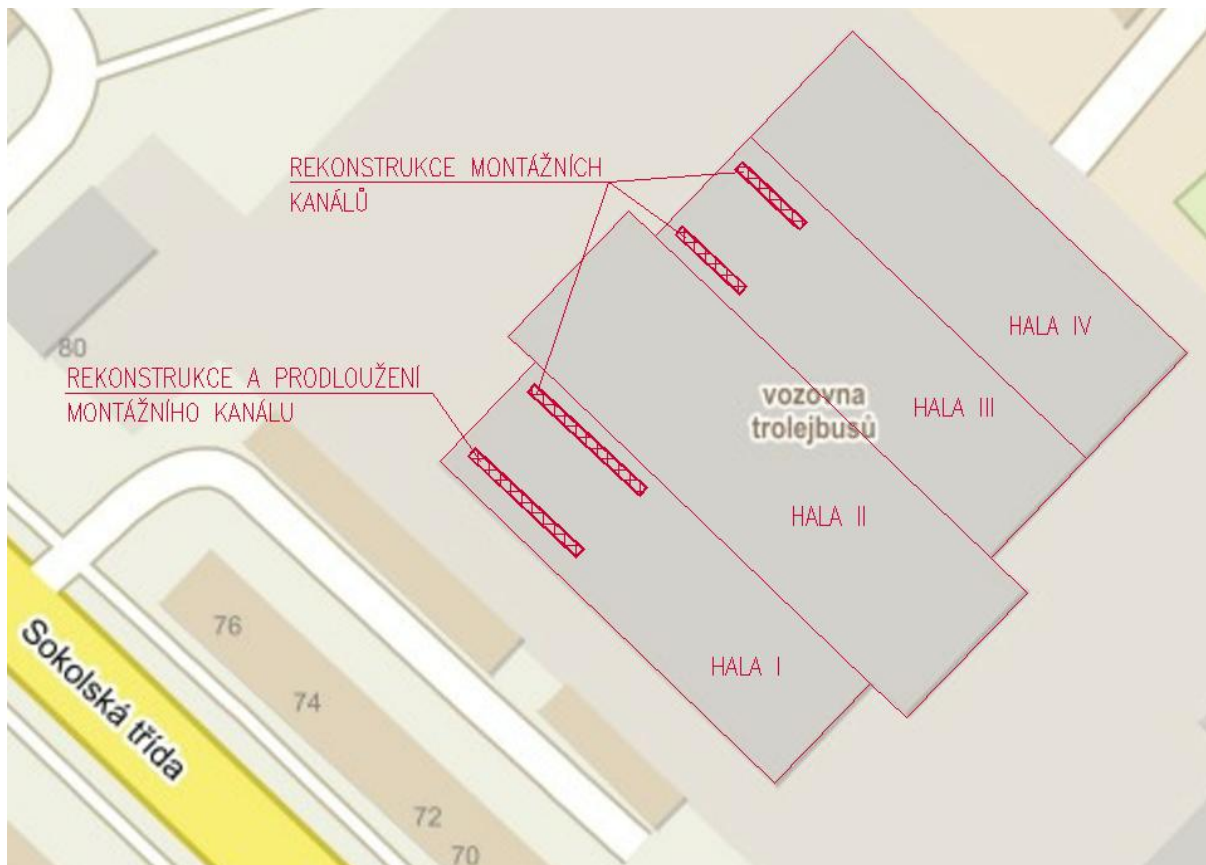 REKONSTRUKCE MONTÁŽNÍCH
KANÁLŮ
80
REKONSTRUKCE A PRODLOUŽENÍ
MONTÁŽNÍHO KANÁLU
HALA IV
vozovna
trolejbusů
HALA III
HALA II
HALA I
76
74
72
70
Sokolská třída